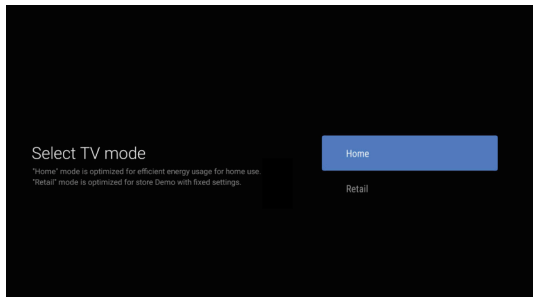 Select TV mode
"Home" mode is optimized for efficient energy usage for home use.
"Retail" mode is optimized for store Demo with fixed settings.
Home
Retail